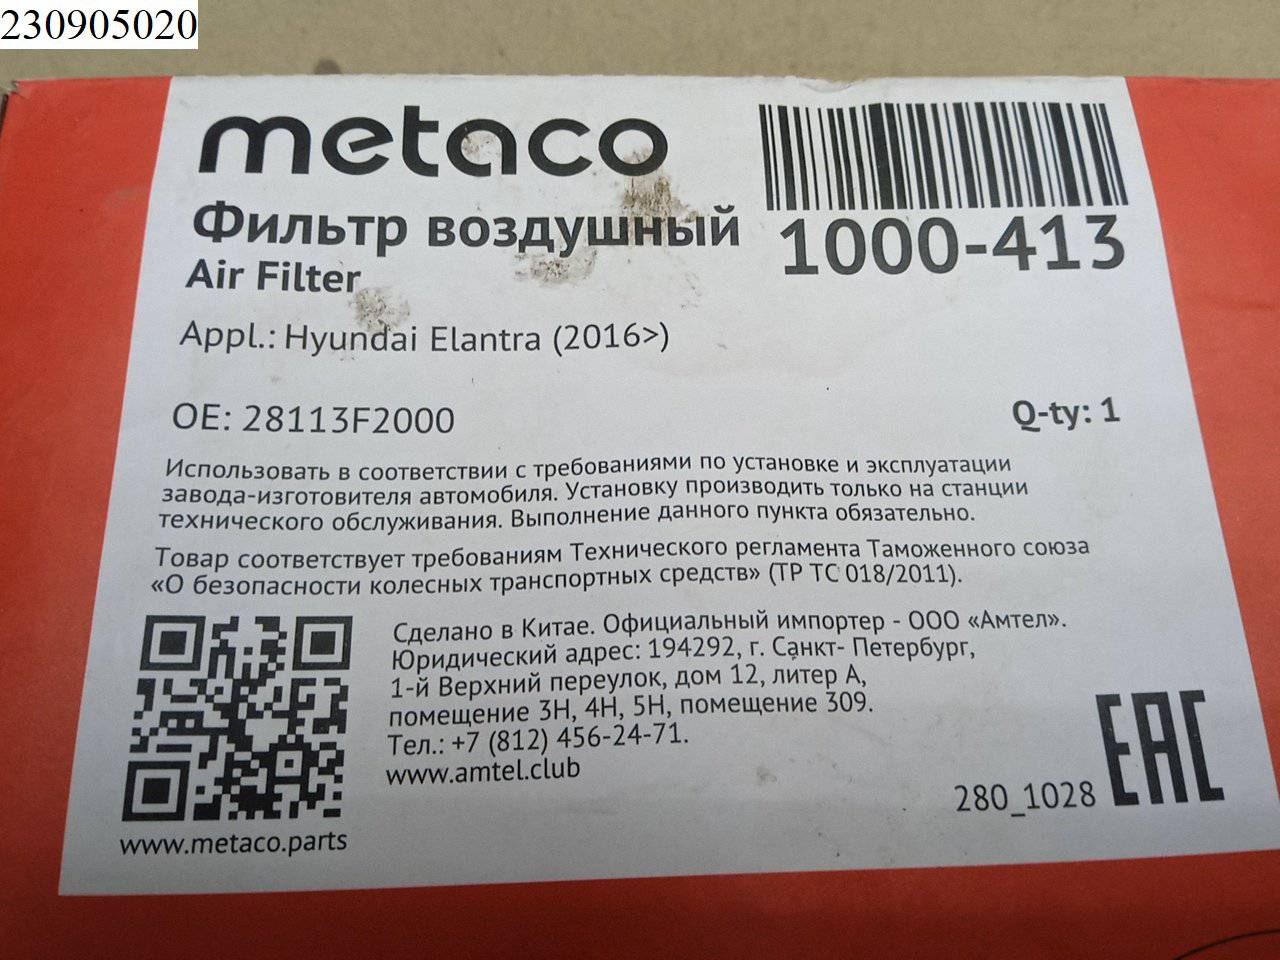 230905020
metaco
Фильтр воздушный
1000-413
Air Filter
Appl.: Hyundai Elantra (2016>)
OE: 28113F2000
Q-ty: 1
Использовать в соответствии с требованиями по установке и эксплуатации
завода-изготовителя автомобиля. Установку производить только на станции
технического обслуживания. Выполнение данного пункта обязательно.
Товар соответствует требованиям Технического регламента Таможенного союза
«О безопасности колесных транспортных средств» (ТР ТС 018/2011).
Сделано в Китае. Официальный импортер - ООО «Амтел».
Юридический адрес: 194292, г. Санкт- Петербург,
1-й Верхний переулок, дом 12, литер А,
помещение 3Н, 4Н, 5Н, помещение 309.
Тел.: +7 (812) 456-24-71.
www.amtel.club
280_1028
EAC
www.metaco.parts